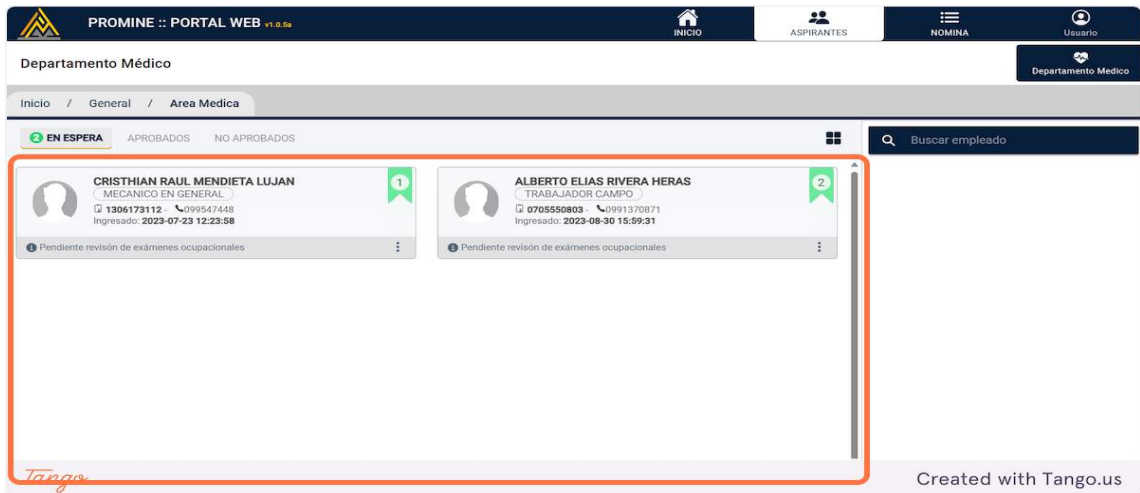 PROMINE :: PORTAL WEB v1.0.5a
INICIO
ASPIRANTES
NOMINA
Usuario
Departamento Médico
Departamento Medico
Inicio / General / Area Medica
2 EN ESPERA APROBADOS NO APROBADOS
Buscar empleado
CRISTHIAN RAUL MENDIETA LUJAN
1
MECANICO EN GENERAL
1306173112 - 099547448
Ingresado: 2023-07-23 12:23:58
Pendiente revisón de exámenes ocupacionales
ALBERTO ELIAS RIVERA HERAS
2
TRABAJADOR CAMPO
0705550803 - 0991370871
Ingresado: 2023-08-30 15:59:31
Pendiente revisón de exámenes ocupacionales
Tango
Created with Tango.us